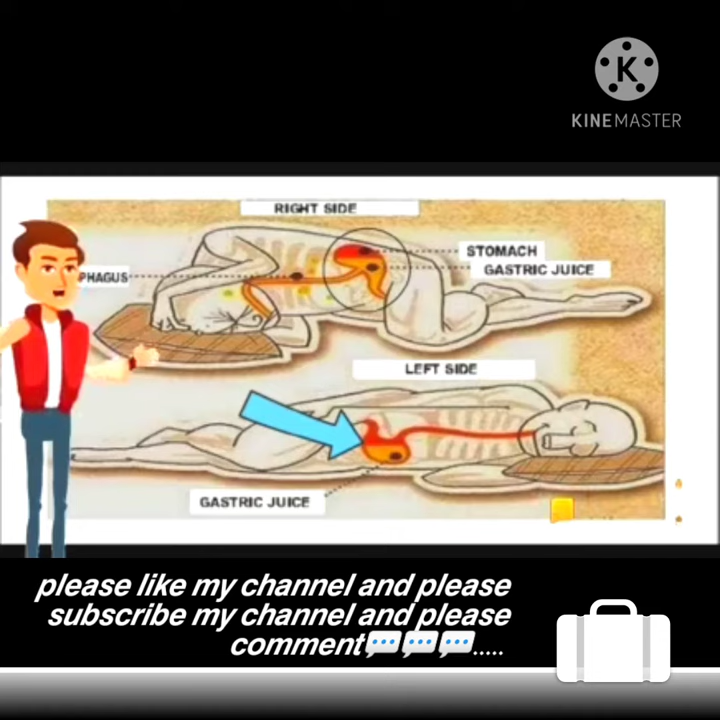 KINEMASTER
RIGHT SIDE
STOMACH
PHAGUS
GASTRIC JUICE
LEFT SIDE
GASTRIC JUICE
please like my channel and please
subscribe my channel and please
comment💬💬💬.....